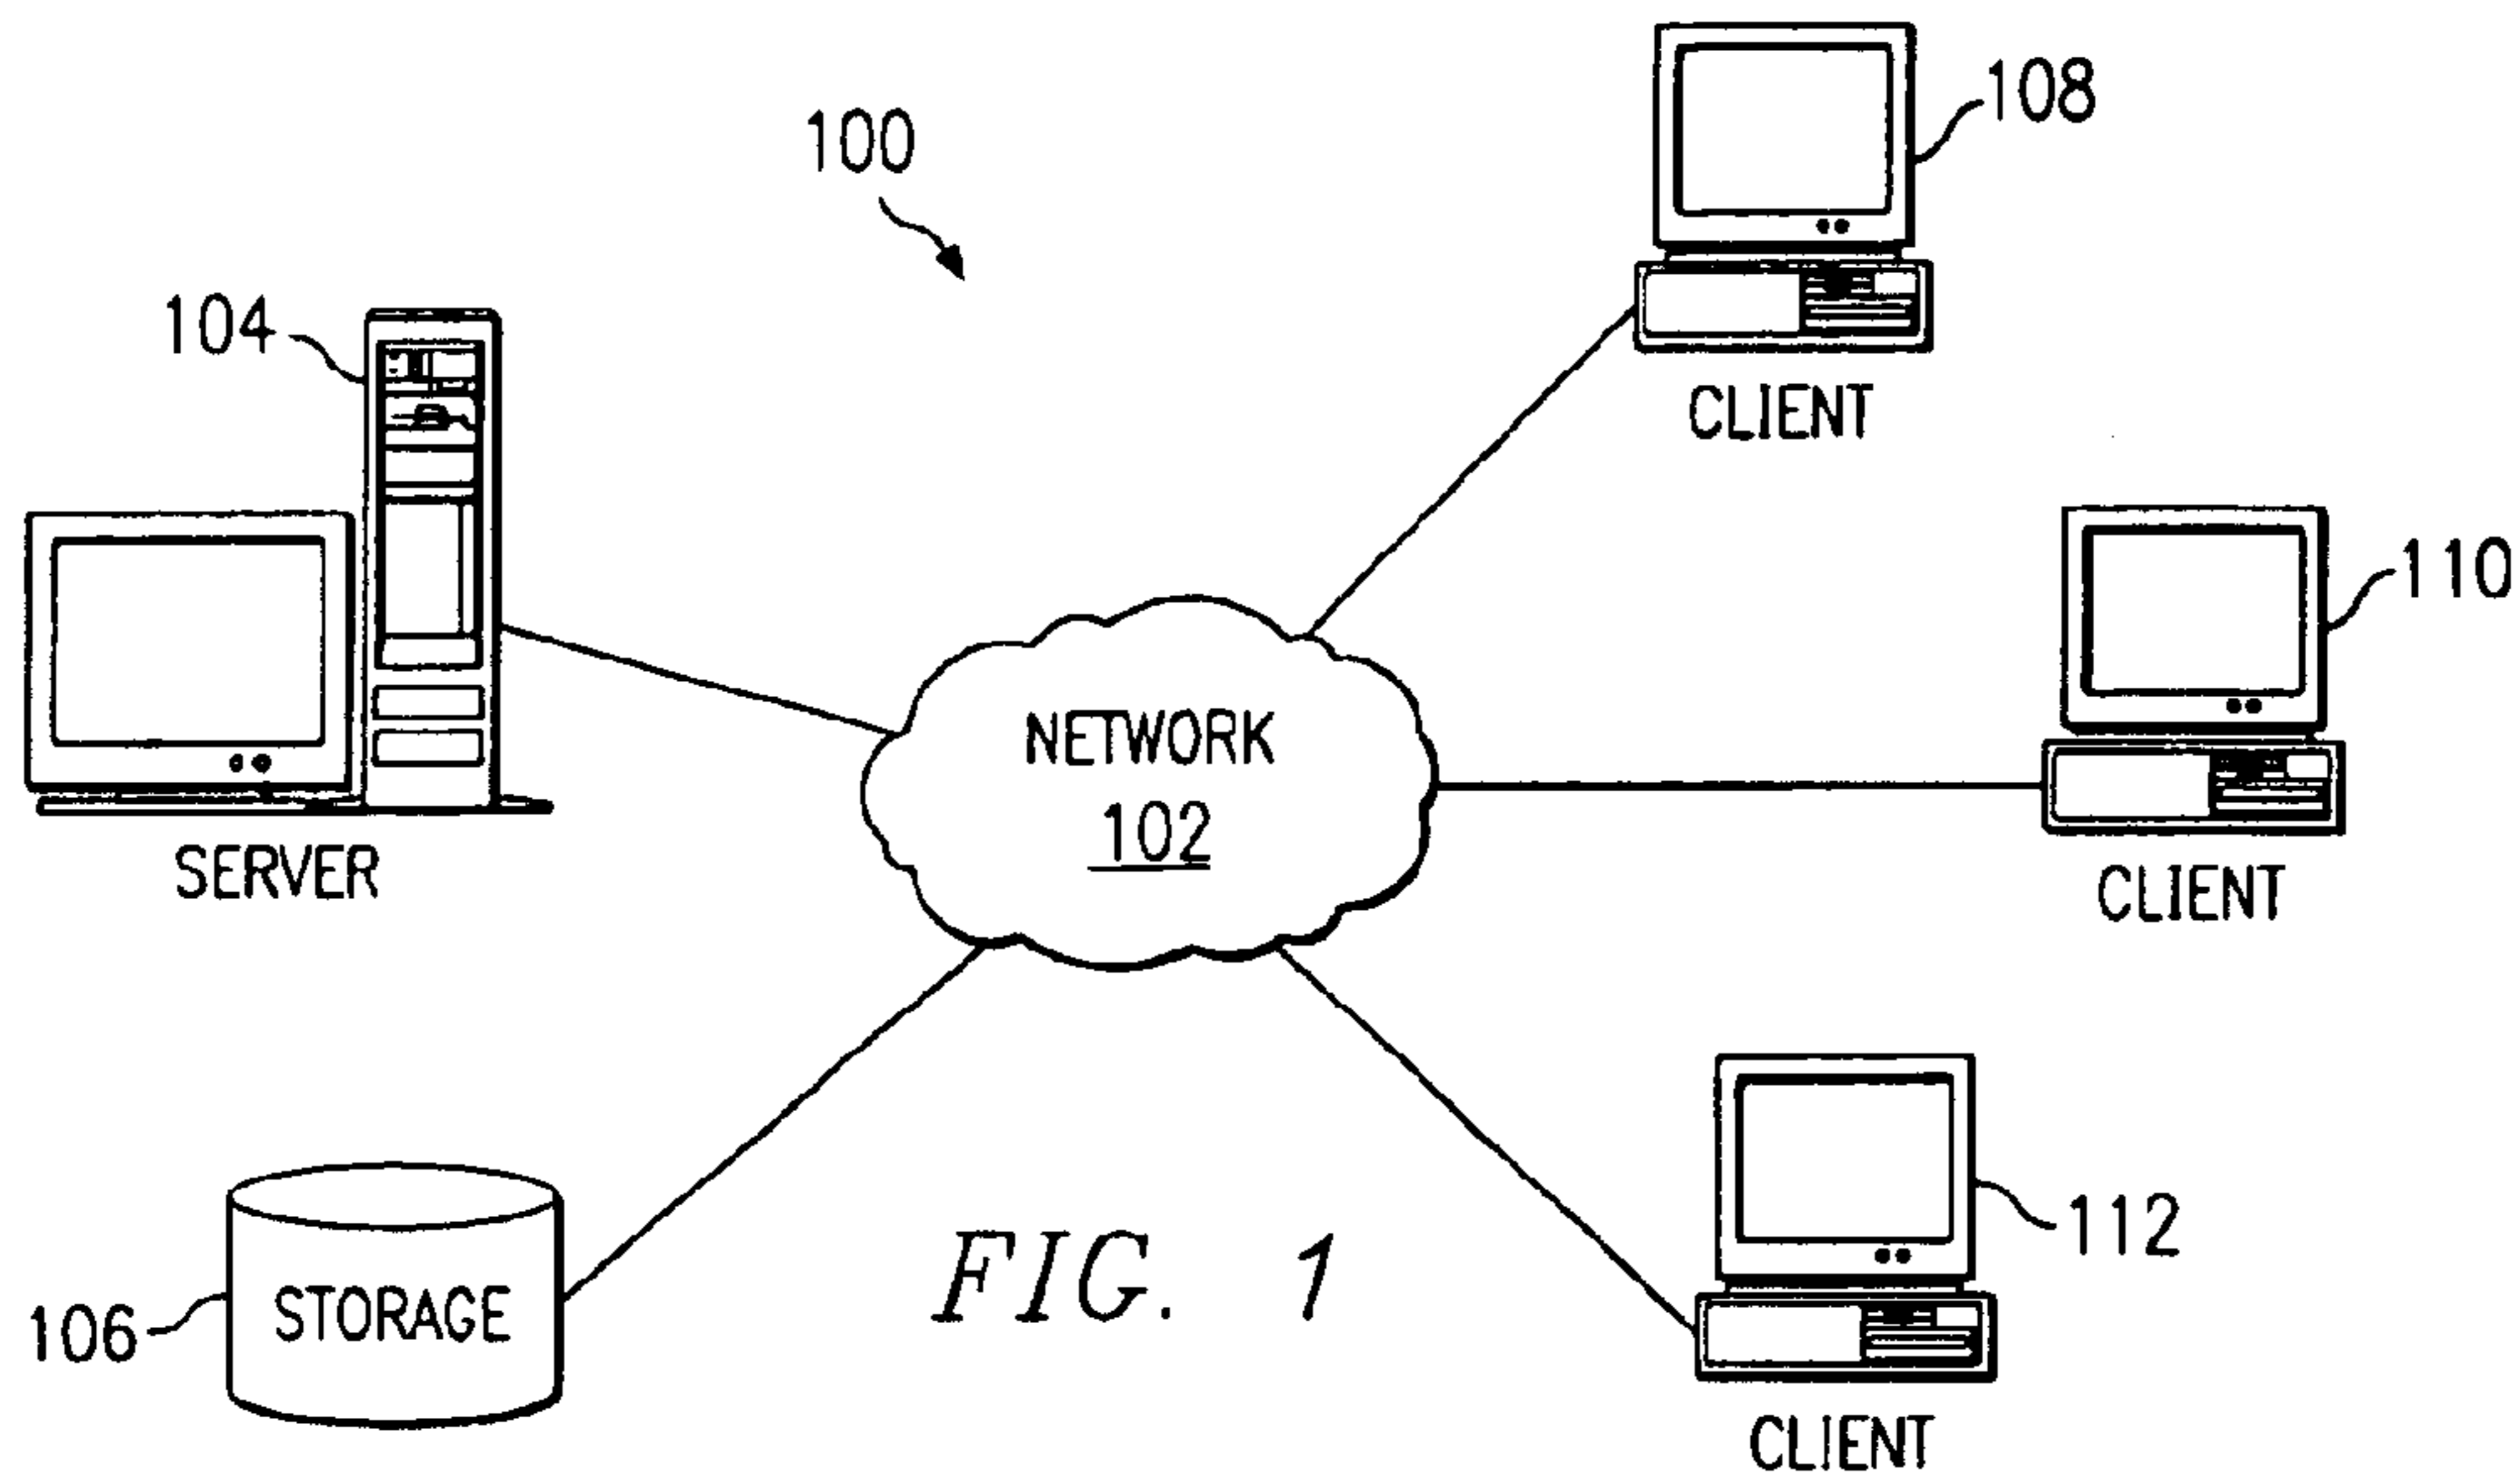 108
100
104
CLIENT
110
NETWORK
102
SERVER
CLIENT
112
STORAGE
106
FIG. 1
CLIENT